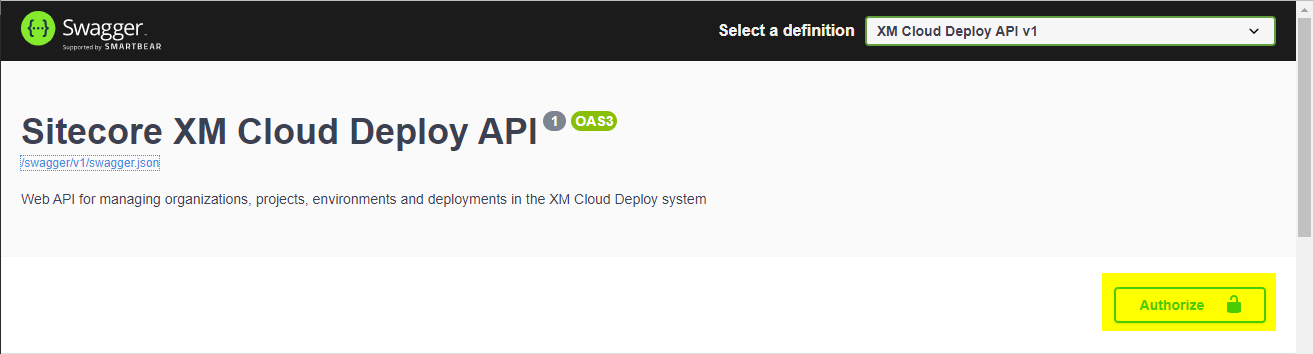 Swagger
Supported by SMARTBEAR
Select a definition
XM Cloud Deploy API v1
Sitecore XM Cloud Deploy API 1 OAS3
/swagger/v1/swagger.json
Web API for managing organizations, projects, environments and deployments in the XM Cloud Deploy system
Authorize